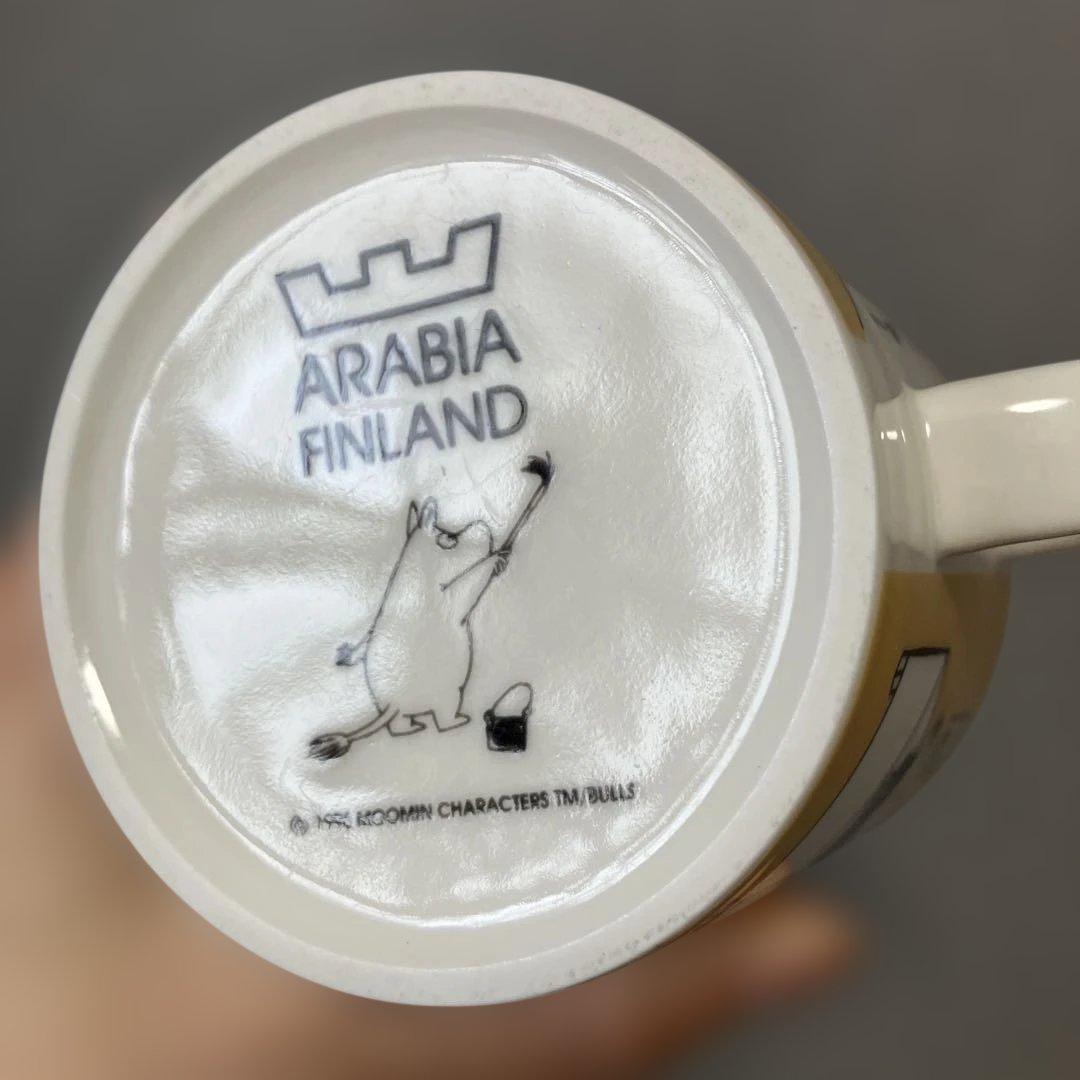 ARABIA
FINLAND
© MOOMIN CHARACTERS TM/BULLS